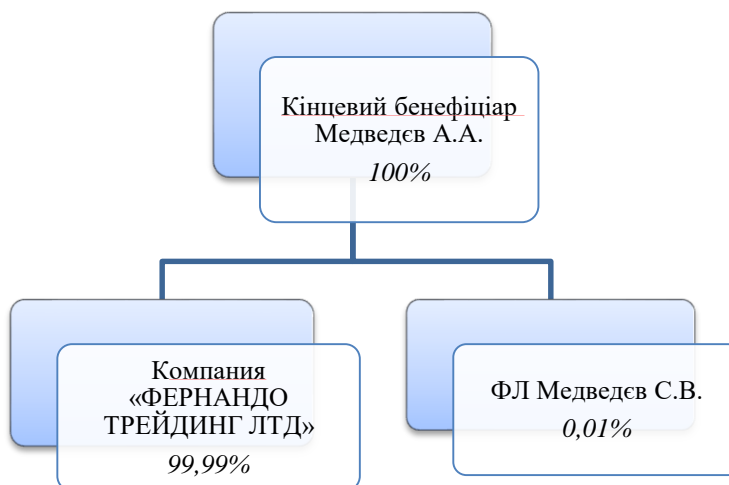 Кінцевий бенефіціар
Медведєв А.А.
100%
Компания
«ФЕРНАНДО
ТРЕЙДИНГ ЛТД»
99,99%
ФЛ Медведєв С.В.
0,01%